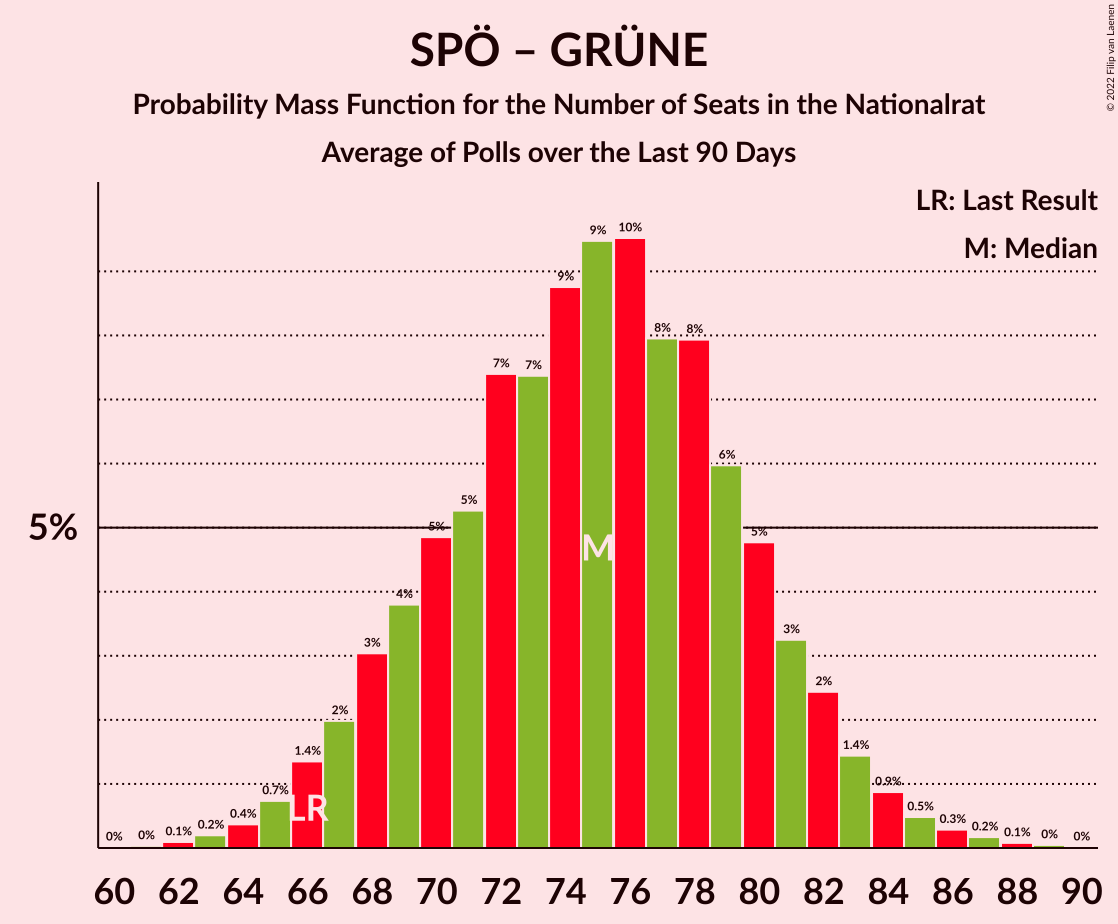 SPÖ – GRÜNE
Probability Mass Function for the Number of Seats in the Nationalrat
Average of Polls over the Last 90 Days
© 2022 Filip van Laenen
LR: Last Result
M: Median
5%
0% 0% 0.1% 0.2% 0.4% 0.7% 1.4% 2% 3% 4% 5% 5% 7% 7% 9% 9% 10% 8% 8% 6% 5% 3% 2% 1.4% 0.9% 0.5% 0.3% 0.2% 0.1% 0% 0%
M
LR
60 62 64 66 68 70 72 74 76 78 80 82 84 86 88 90